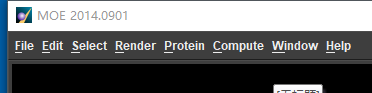 MOE 2014.0901
File Edit Select Render Protein Compute Window Help